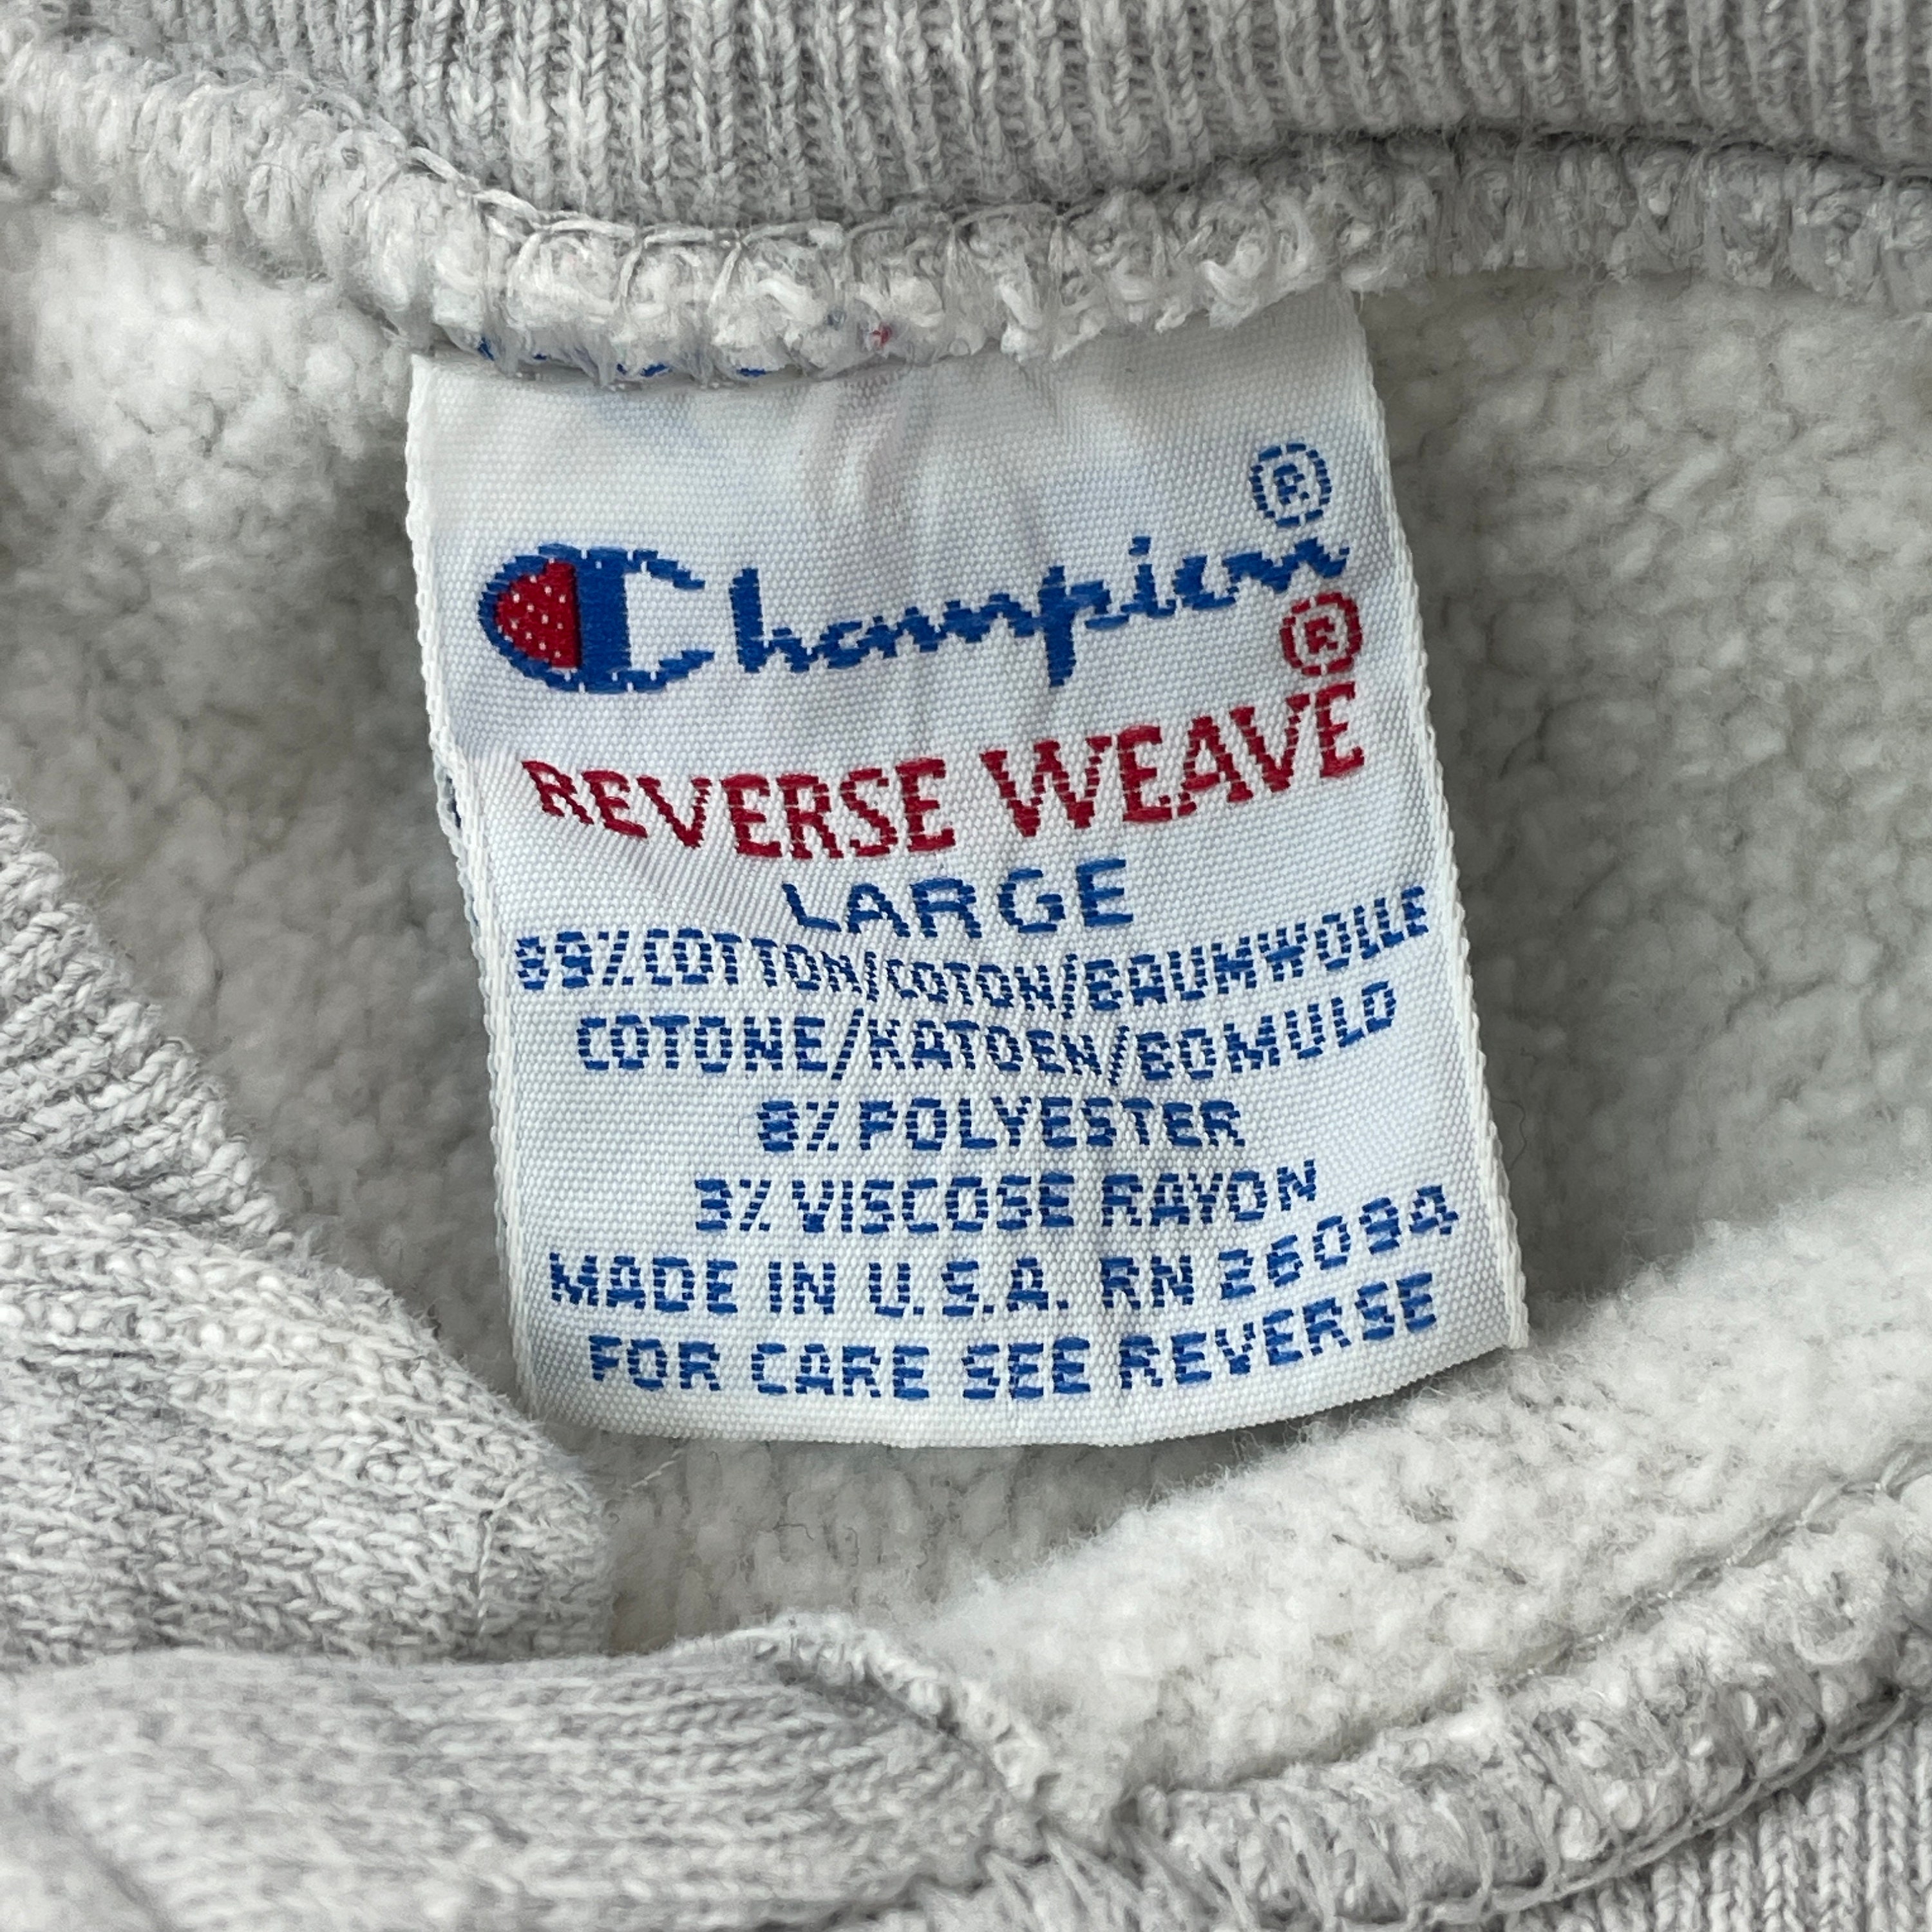 Champion®
REVERSE WEAVE®
LARGE
89% COTTON/COTON/BAUMWOLLE
COTONE/KATOEN/BOMULD
8% POLYESTER
3% VISCOSE RAYON
MADE IN U.S.A. RN 26094
FOR CARE SEE REVERSE